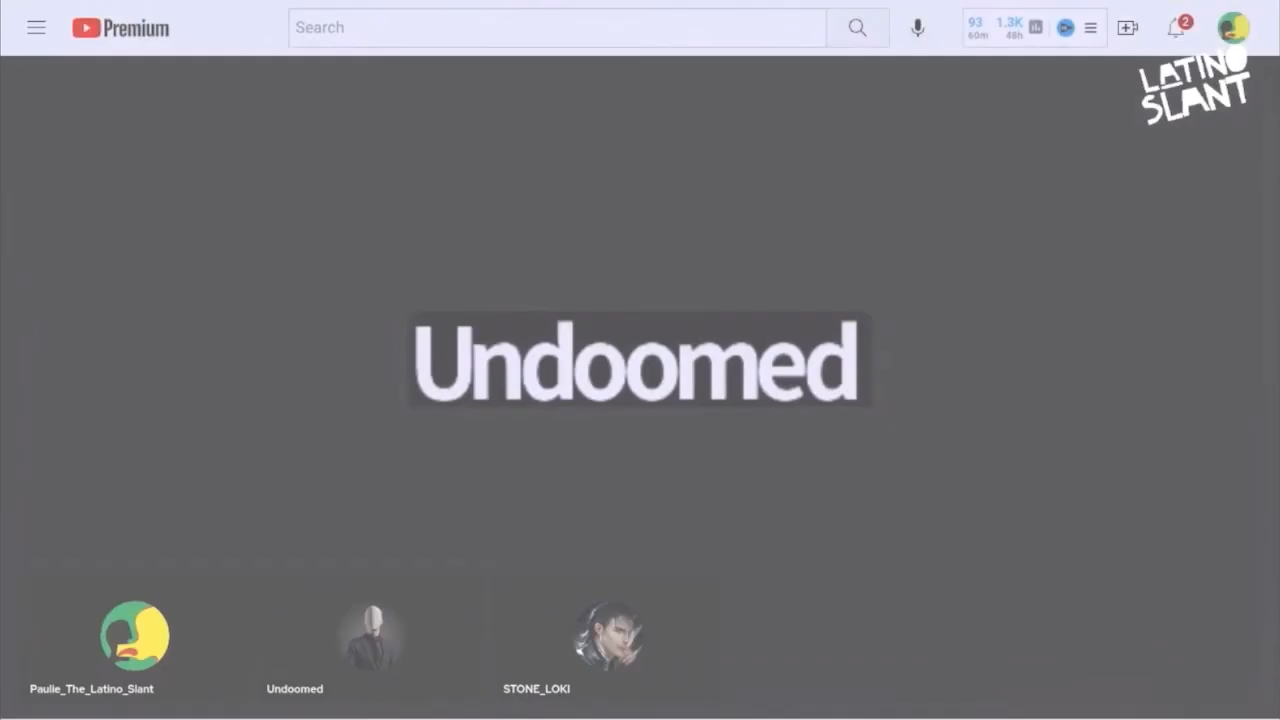 Premium
Search
93 1.3K
60m 48h
2
LATINO
SLANT
Undoomed
Paulie_The_Latino_Slant
Undoomed
STONE_LOKI